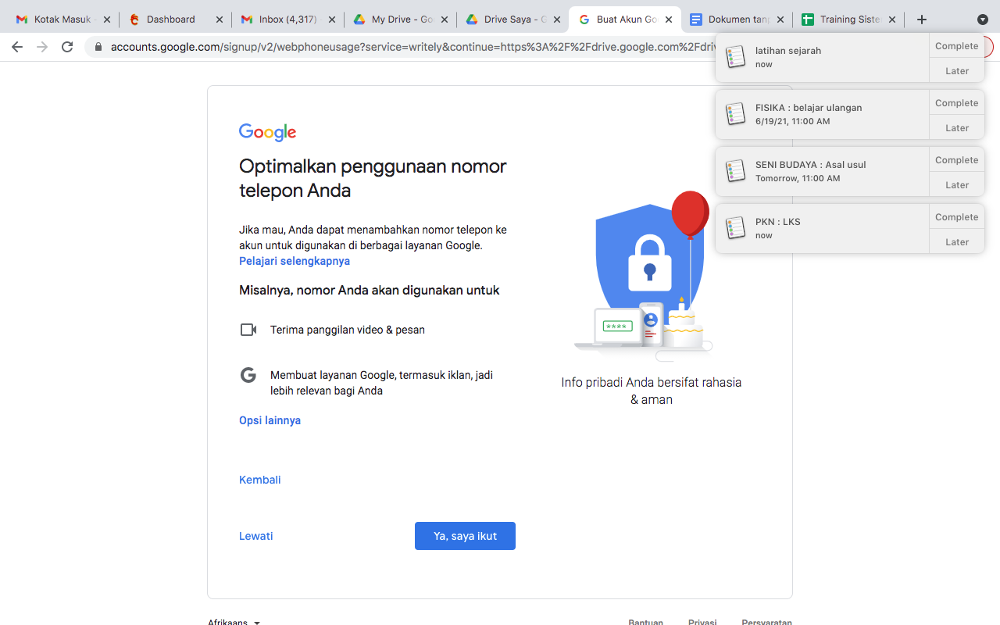 Kotak Masuk
Dashboard
Inbox (4,317)
My Drive - Go
Drive Saya - G
Buat Akun Go
Dokumen tanp
Training Siste
accounts.google.com/signup/v2/webphoneusage?service=writely&continue=https%3A%2F%2Fdrive.google.com%2Fdriv
latihan sejarah
now
Complete
Later
FISIKA : belajar ulangan
6/19/21, 11:00 AM
Complete
Later
SENI BUDAYA : Asal usul
Tomorrow, 11:00 AM
Complete
Later
PKN : LKS
now
Complete
Later
Google
Optimalkan penggunaan nomor
telepon Anda
Jika mau, Anda dapat menambahkan nomor telepon ke
akun untuk digunakan di berbagai layanan Google.
Pelajari selengkapnya
Misalnya, nomor Anda akan digunakan untuk
Terima panggilan video & pesan
G
Membuat layanan Google, termasuk iklan, jadi
lebih relevan bagi Anda
Opsi lainnya
Kembali
Lewati
Ya, saya ikut
****
Info pribadi Anda bersifat rahasia
& aman
Afrikaans
Bantuan
Privasi
Persyaratan